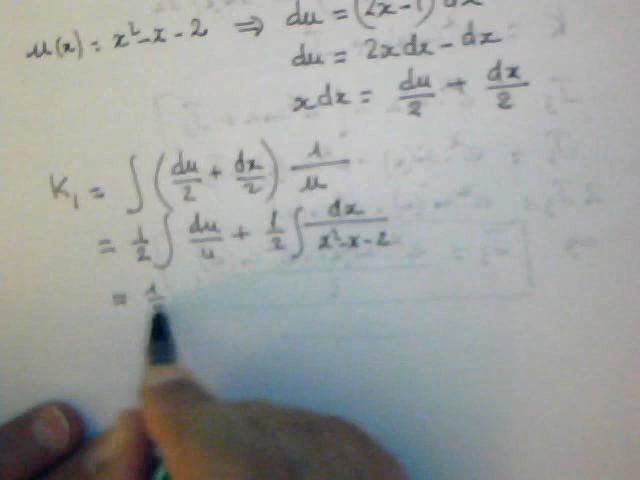 u(x) = x² - x - 2 ⇒ du = (2x - 1) dx
du = 2x dx - dx
x dx = du/2 + dx/2
K₁ = ∫ (du/2 + dx/2) 1/u
= 1/2 ∫ du/u + 1/2 ∫ dx/(x² - x - 2)
= 1